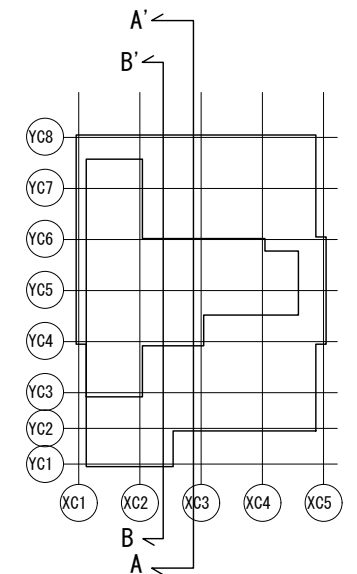 A'
B'
YC8
YC7
YC6
YC5
YC4
YC3
YC2
YC1
XC1 XC2 XC3 XC4 XC5
B
A